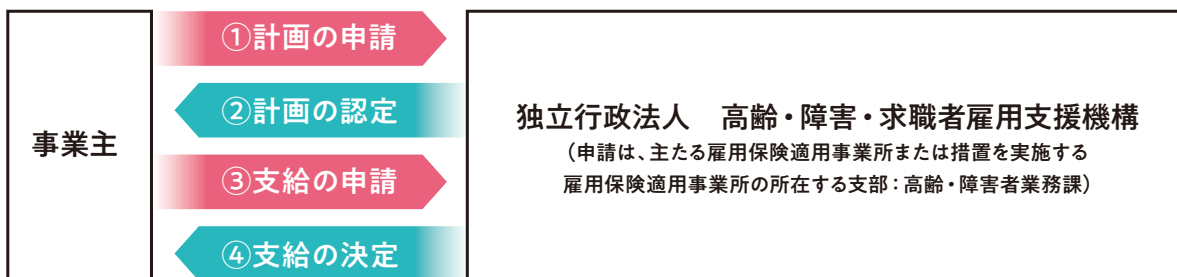 事業主
①計画の申請
②計画の認定
③支給の申請
④支給の決定
独立行政法人　高齢・障害・求職者雇用支援機構
（申請は、主たる雇用保険適用事業所または措置を実施する
雇用保険適用事業所の所在する支部：高齢・障害者業務課）